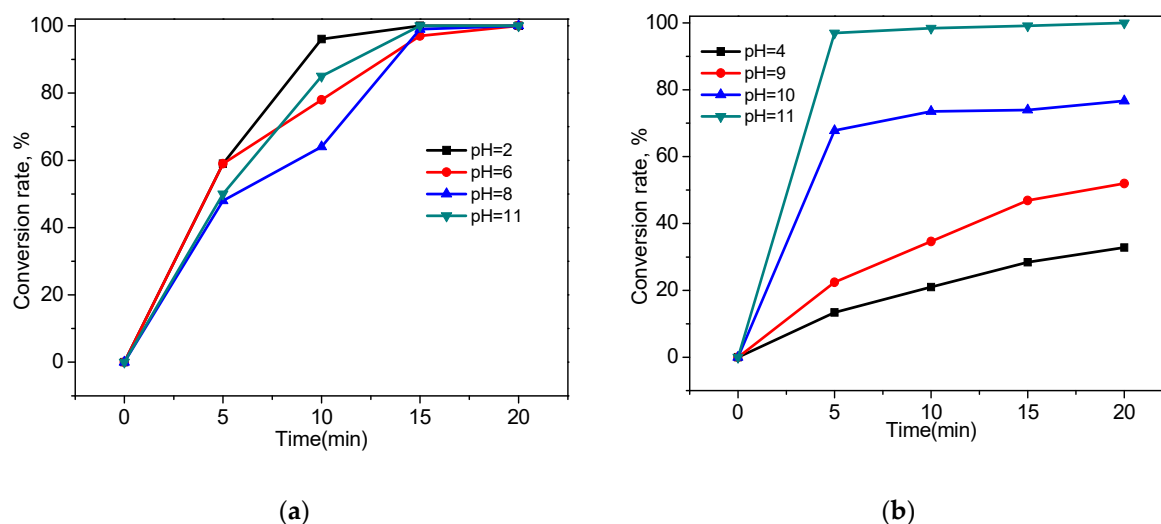 100
80
60
40
20
0
Conversion rate, %
pH=2
pH=6
pH=8
pH=11
0 5 10 15 20
Time(min)
(a)
100
80
60
40
20
0
Conversion rate, %
pH=4
pH=9
pH=10
pH=11
0 5 10 15 20
Time(min)
(b)